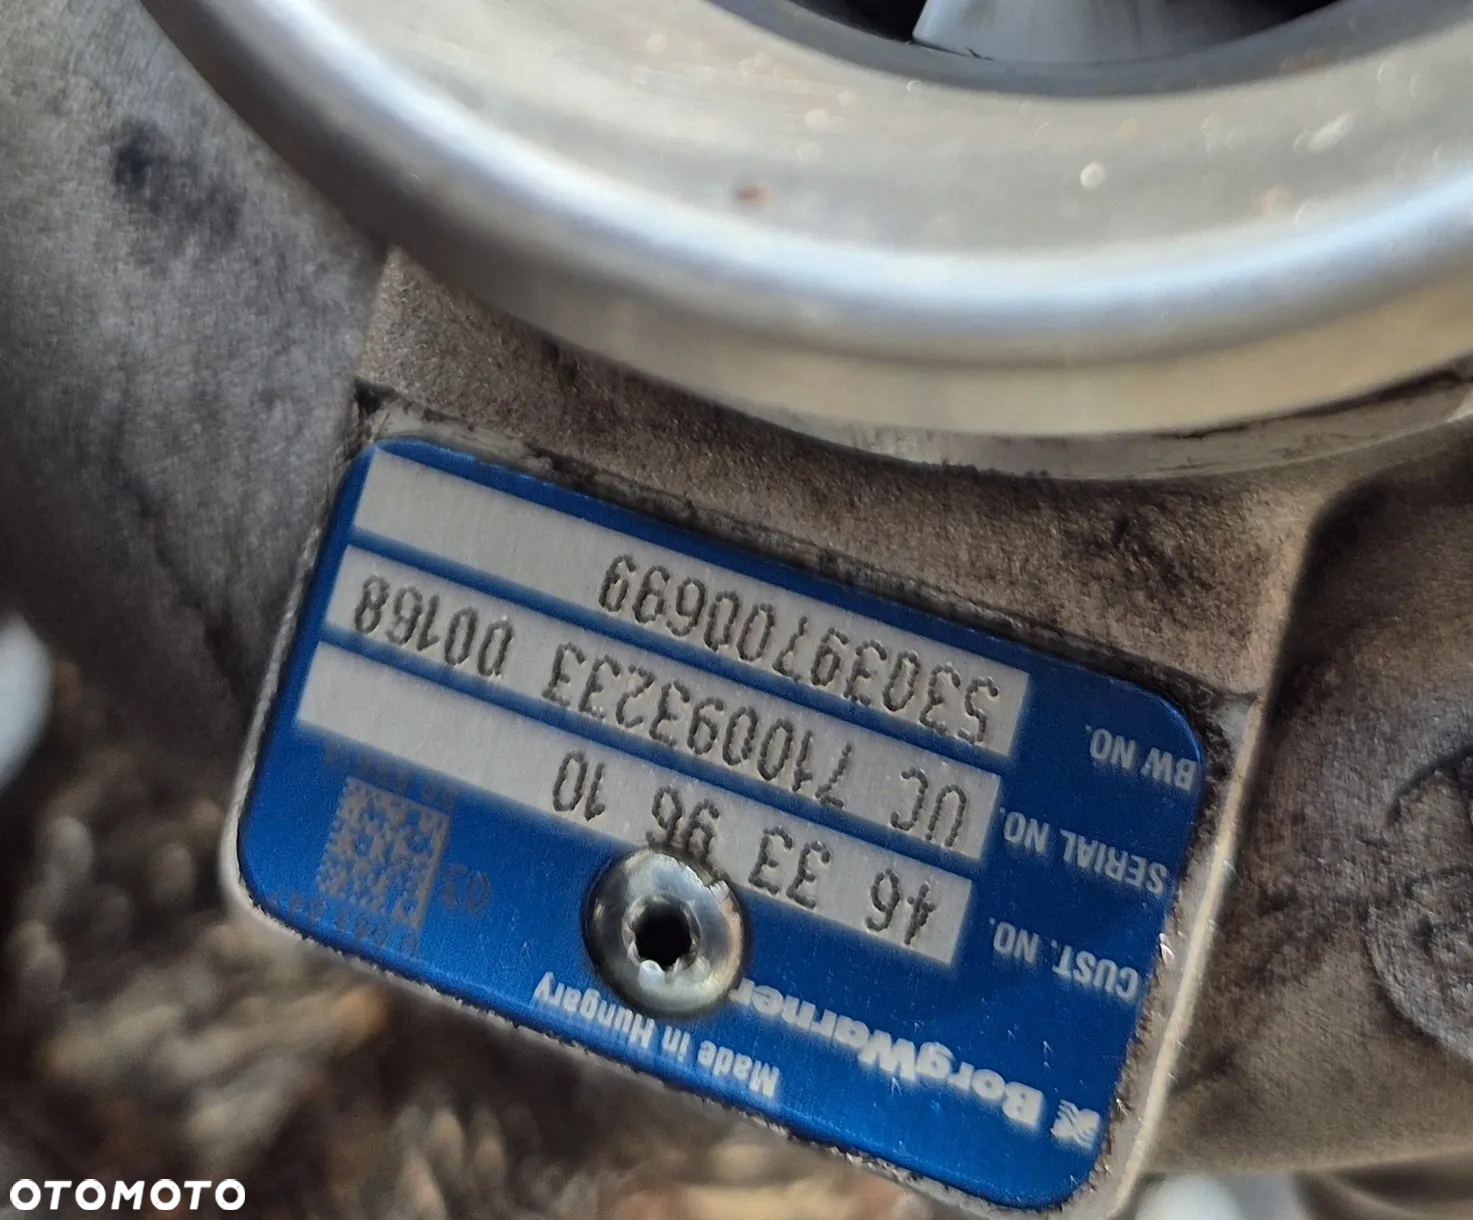 BorgWarner
Made in Hungary
CUST. NO. 46 33 96 10
SERIAL NO. UC 7100932233 00168
BW NO. 53039700699
03
OTOMOTO